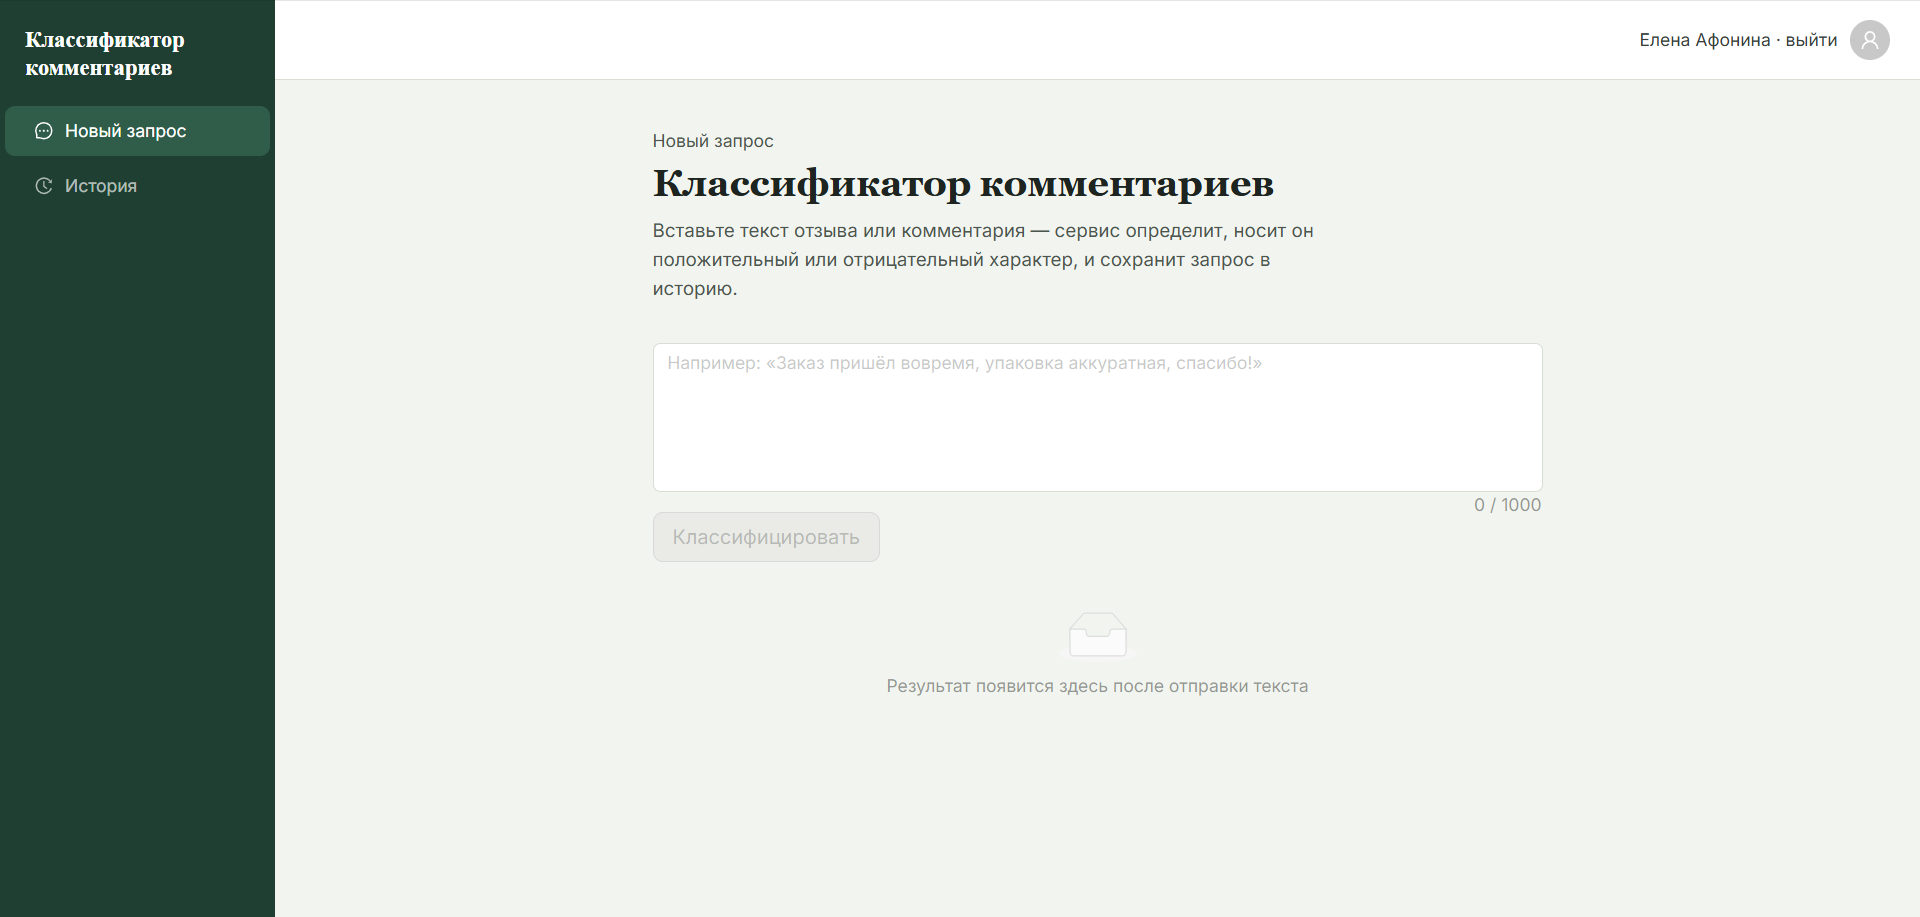 Классификатор
комментариев
Новый запрос
История
Елена Афонина · выйти
Новый запрос
Классификатор комментариев
Вставьте текст отзыва или комментария — сервис определит, носит он
положительный или отрицательный характер, и сохранит запрос в
историю.
Например: «Заказ пришёл вовремя, упаковка аккуратная, спасибо!»
0 / 1000
Классифицировать
Результат появится здесь после отправки текста